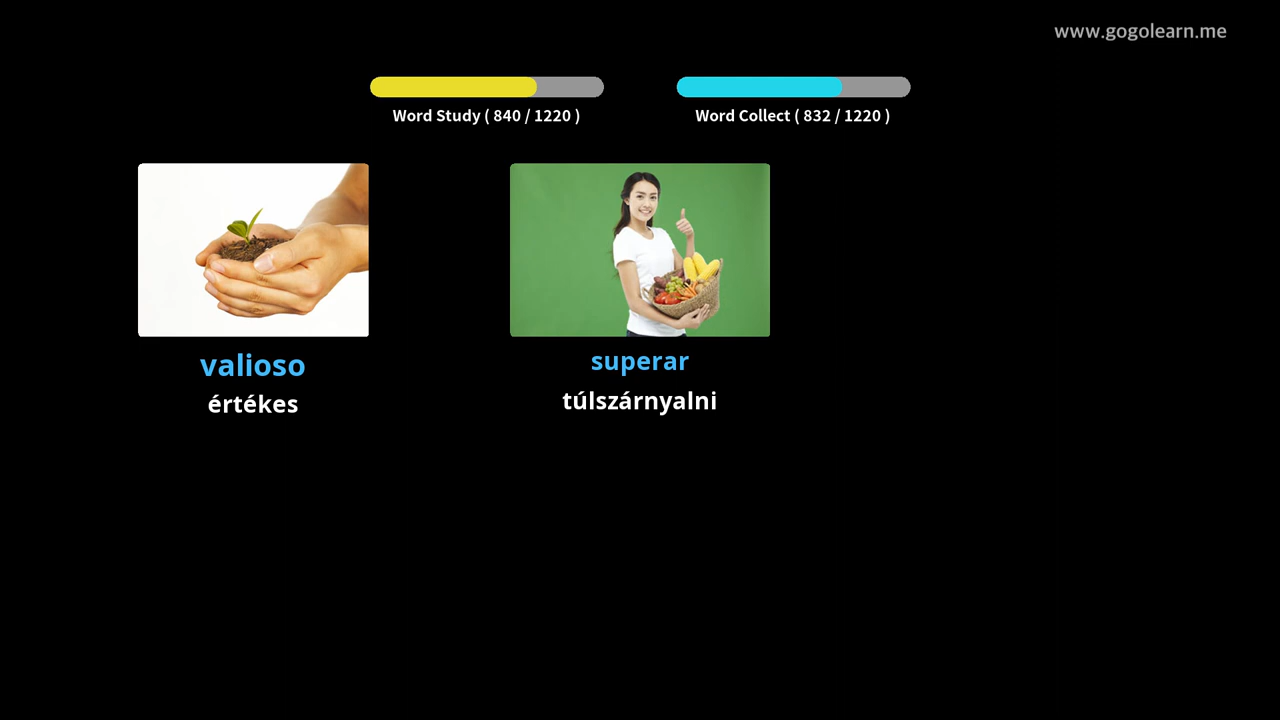 www.gogolearn.me
Word Study ( 840 / 1220 )
Word Collect ( 832 / 1220 )
valioso
értékes
superar
túlszárnyalni